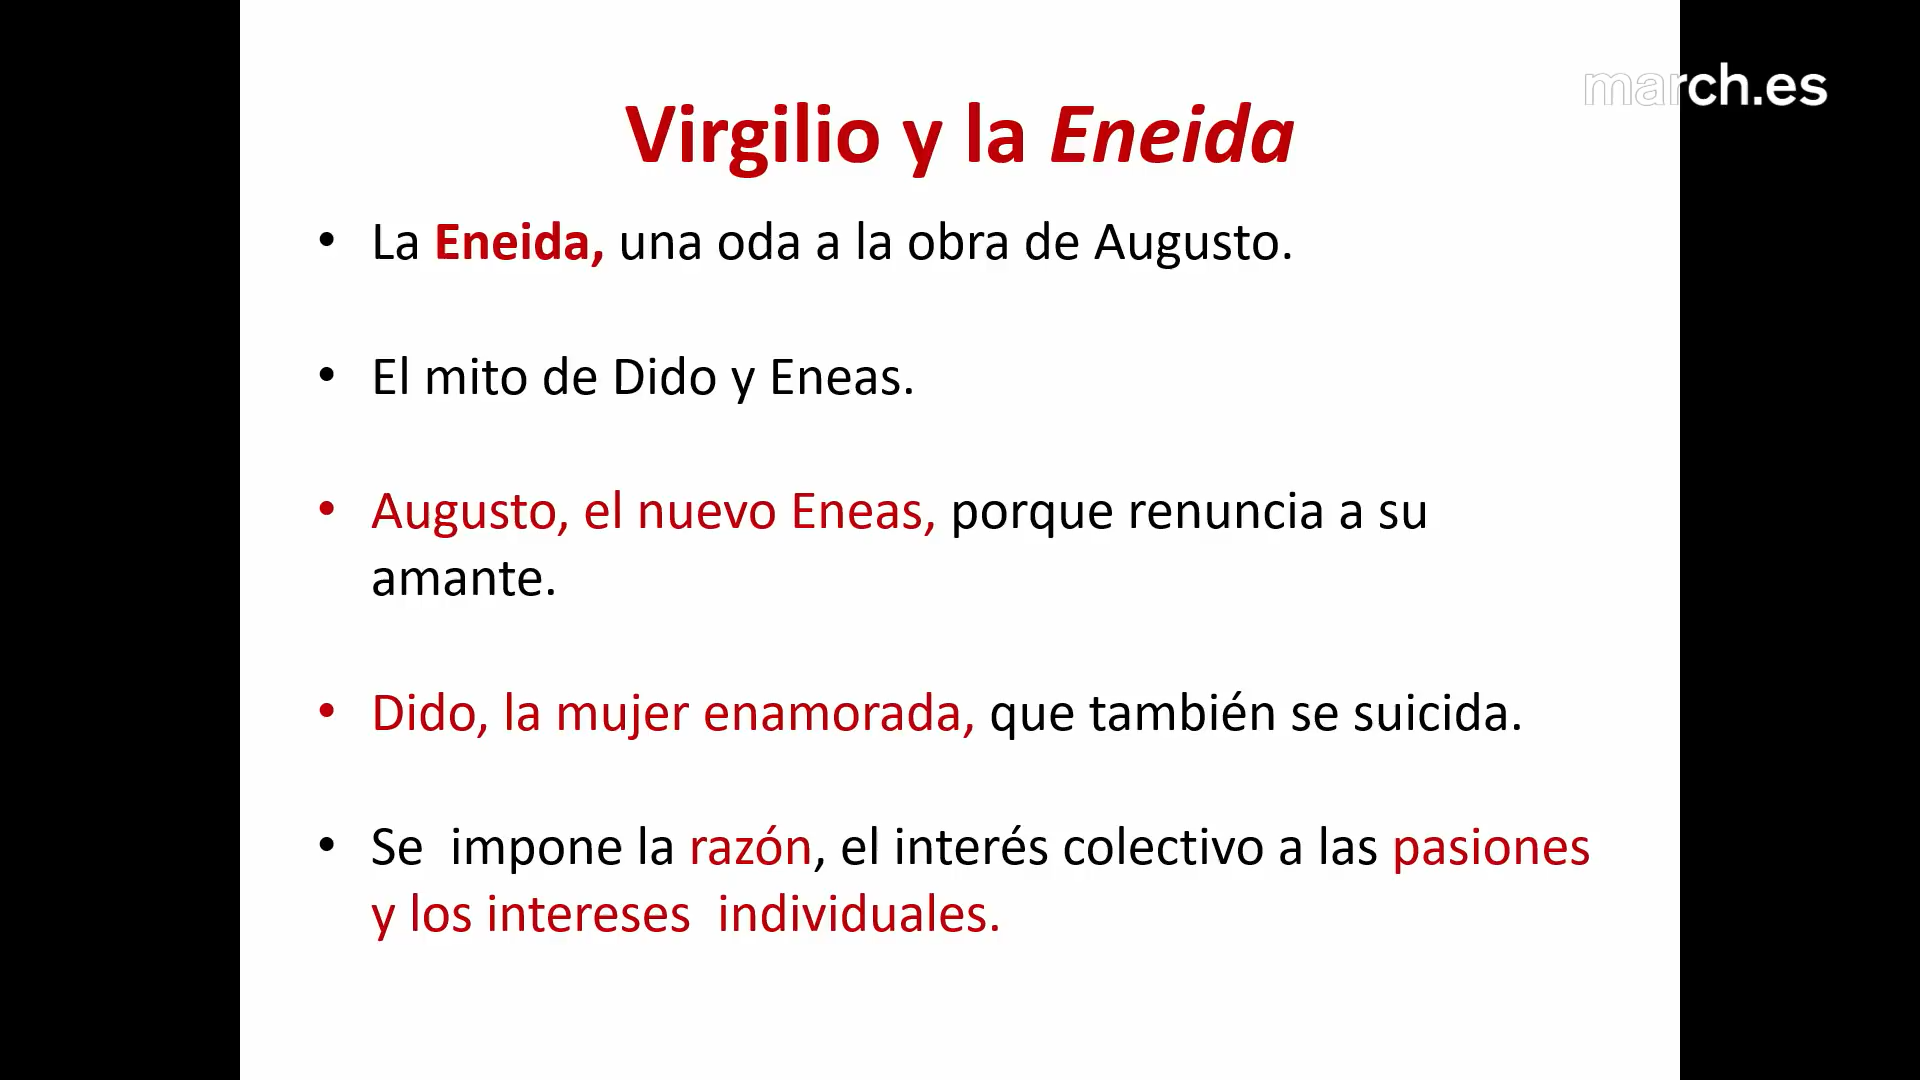 march.es
Virgilio y la Eneida
• La Eneida, una oda a la obra de Augusto.
• El mito de Dido y Eneas.
• Augusto, el nuevo Eneas, porque renuncia a su
amante.
• Dido, la mujer enamorada, que también se suicida.
• Se  impone la razón, el interés colectivo a las pasiones
y los intereses  individuales.